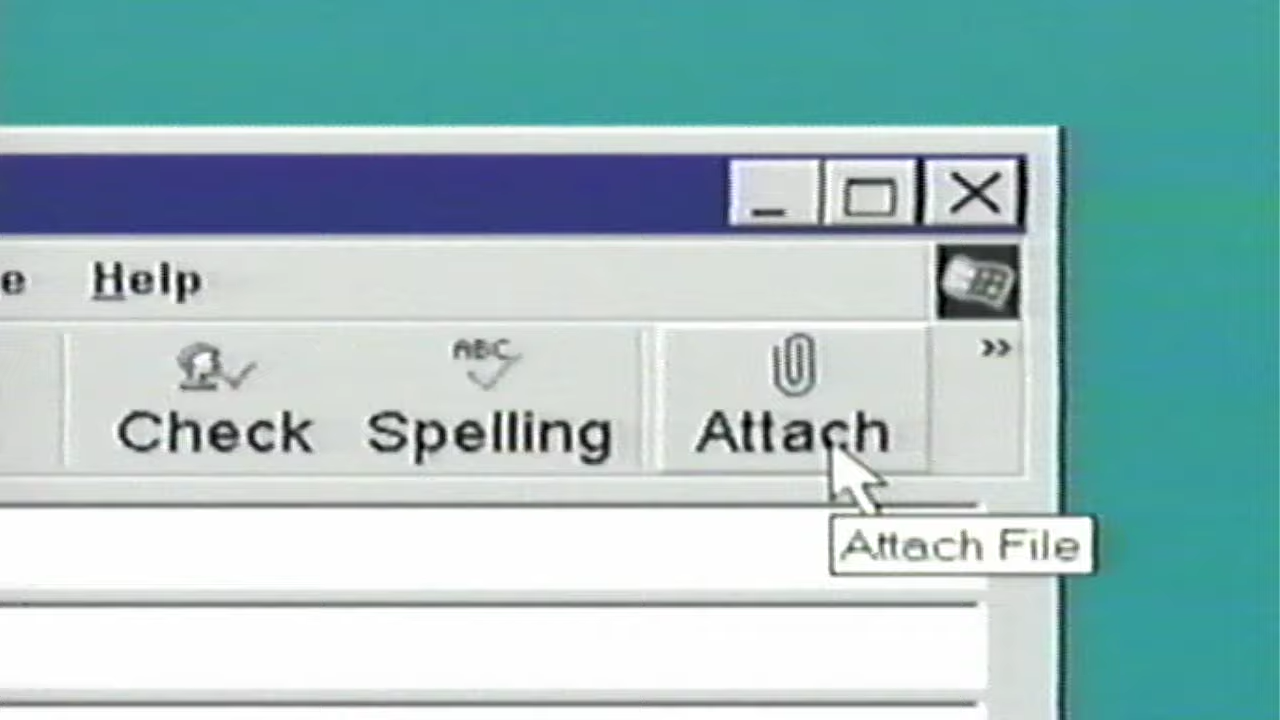 e Help
ABC
Check Spelling Attach
»
Attach File